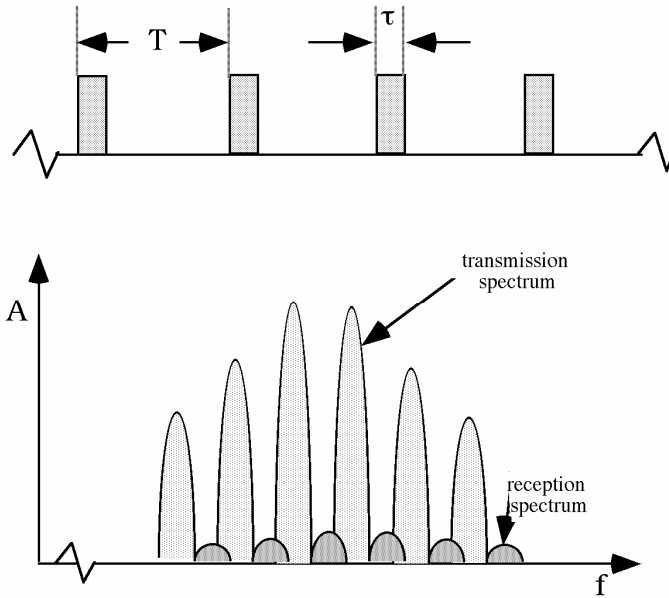 τ
T
transmission
spectrum
A
reception
spectrum
f